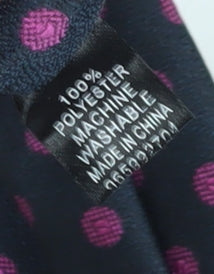 100%
POLYESTER
MACHINE
WASHABLE
MADE IN CHINA